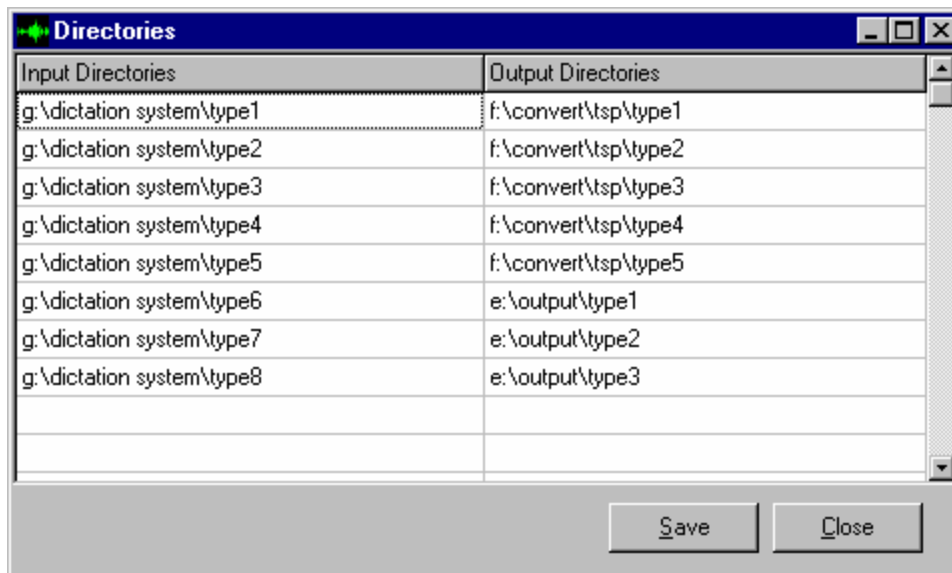 Directories
Input Directories Output Directories
g:\dictation system\type1 f:\convert\tsp\type1
g:\dictation system\type2 f:\convert\tsp\type2
g:\dictation system\type3 f:\convert\tsp\type3
g:\dictation system\type4 f:\convert\tsp\type4
g:\dictation system\type5 f:\convert\tsp\type5
g:\dictation system\type6 e:\output\type1
g:\dictation system\type7 e:\output\type2
g:\dictation system\type8 e:\output\type3
Save Close